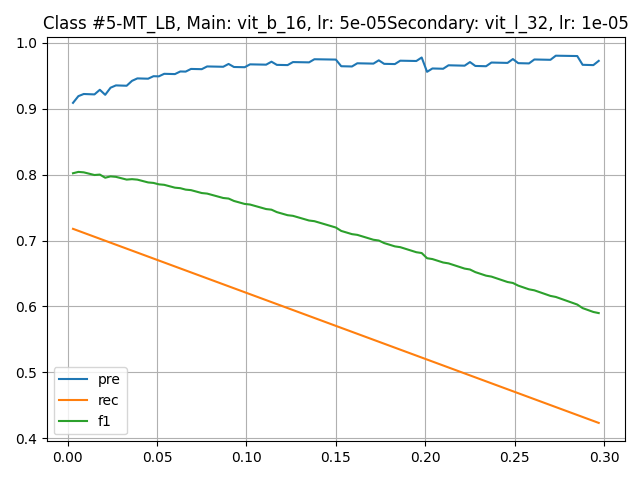 Class #5-MT_LB, Main: vit_b_16, lr: 5e-05Secondary: vit_l_32, lr: 1e-05
1.0
0.9
0.8
0.7
0.6
0.5
0.4
pre
rec
f1
0.00 0.05 0.10 0.15 0.20 0.25 0.30